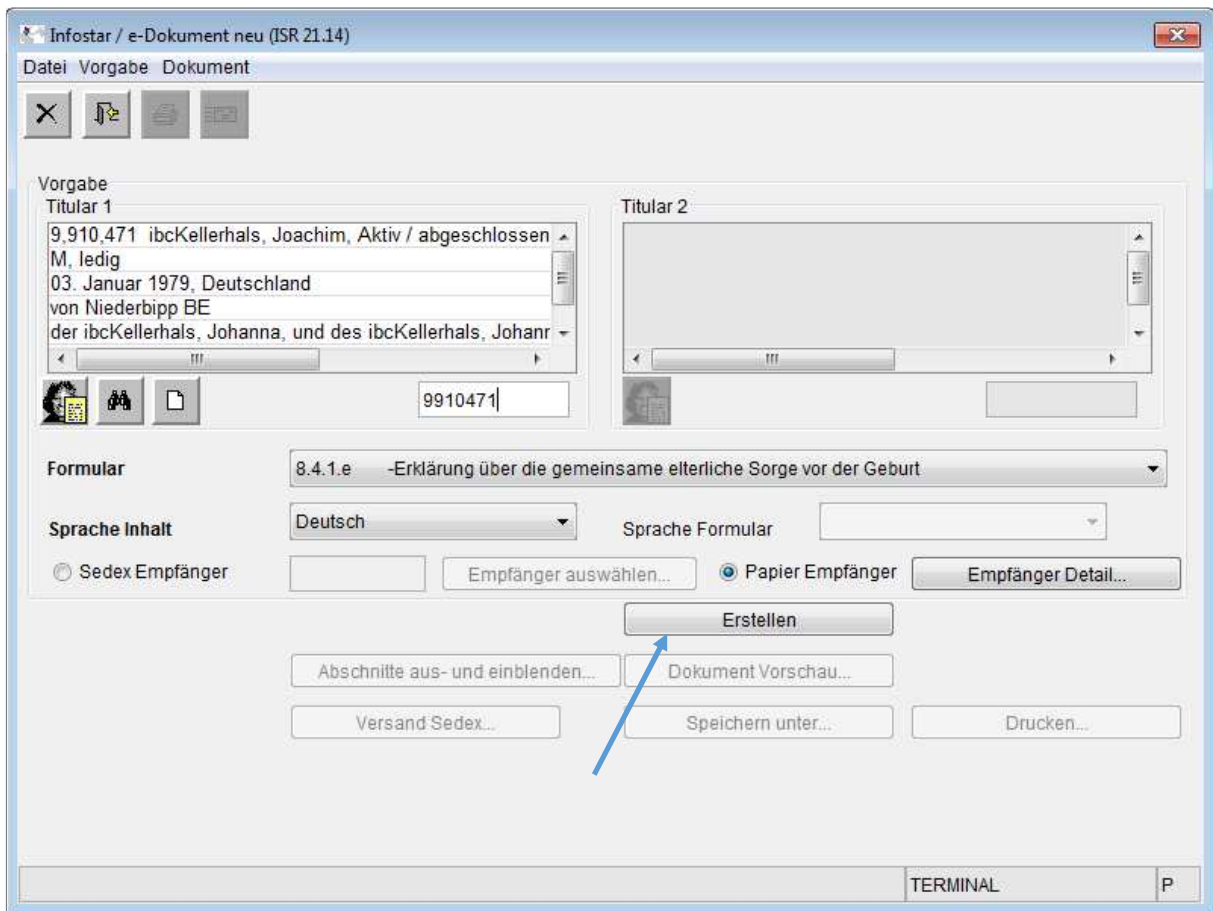 Infostar / e-Dokument neu (ISR 21.14)
Datei Vorgabe Dokument
Vorgabe
Titular 1
Titular 2
9,910,471 ibcKellerhals, Joachim, Aktiv / abgeschlossen
M, ledig
03. Januar 1979, Deutschland
von Niederbipp BE
der ibcKellerhals, Johanna, und des ibcKellerhals, Johanr
9910471
Formular 8.4.1.e -Erklärung über die gemeinsame elterliche Sorge vor der Geburt
Sprache Inhalt Deutsch Sprache Formular
Sedex Empfänger Empfänger auswählen... Papier Empfänger Empfänger Detail...
Erstellen
Abschnitte aus- und einblenden... Dokument Vorschau...
Versand Sedex... Speichern unter... Drucken...
TERMINAL P